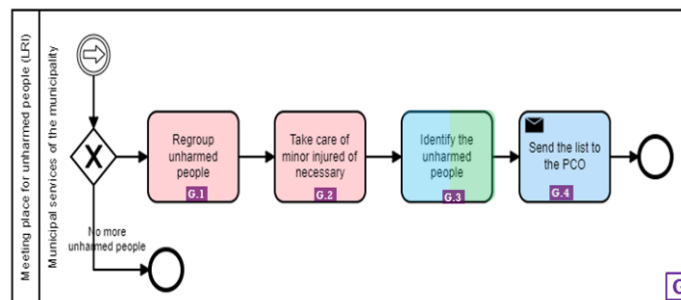 Meeting place for unharmed people (LRI)
Municipal services of the municipality
X
Regroup
unharmed
people
G.1
Take care of
minor injured of
necessary
G.2
Identify the
unharmed
people
G.3
Send the list to
the PCO
G.4
No more
unharmed people
G